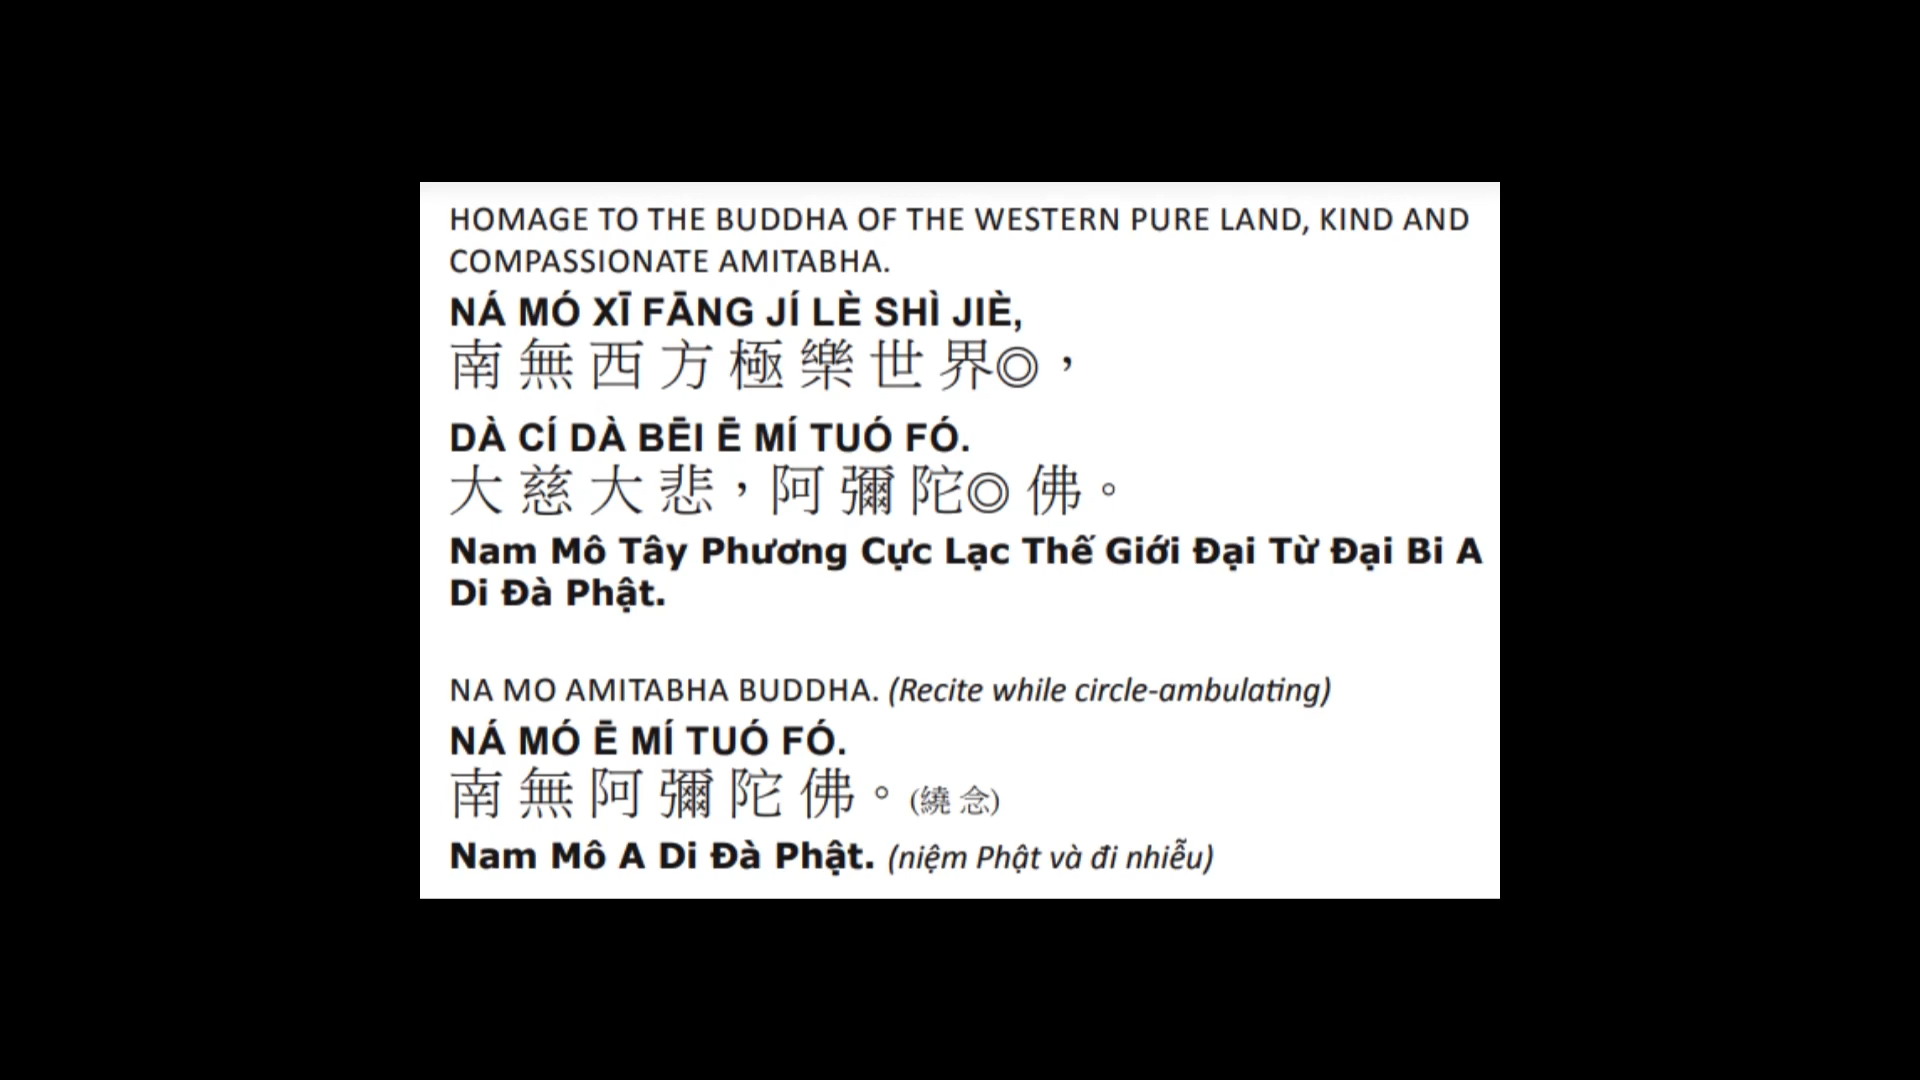 HOMAGE TO THE BUDDHA OF THE WESTERN PURE LAND, KIND AND
COMPASSIONATE AMITABHA.
NÁ MÓ XĪ FĀNG JÍ LÈ SHÌ JIÈ,
南 無 西 方 極 樂 世 界◎，
DÀ CÍ DÀ BĒI Ē MÍ TUÓ FÓ.
大 慈 大 悲，阿 彌 陀◎ 佛。
Nam Mô Tây Phương Cực Lạc Thế Giới Đại Từ Đại Bi A
Di Đà Phật.
NA MO AMITABHA BUDDHA. (Recite while circle-ambulating)
NÁ MÓ Ē MÍ TUÓ FÓ.
南 無 阿 彌 陀 佛。(繞 念)
Nam Mô A Di Đà Phật. (niệm Phật và đi nhiễu)